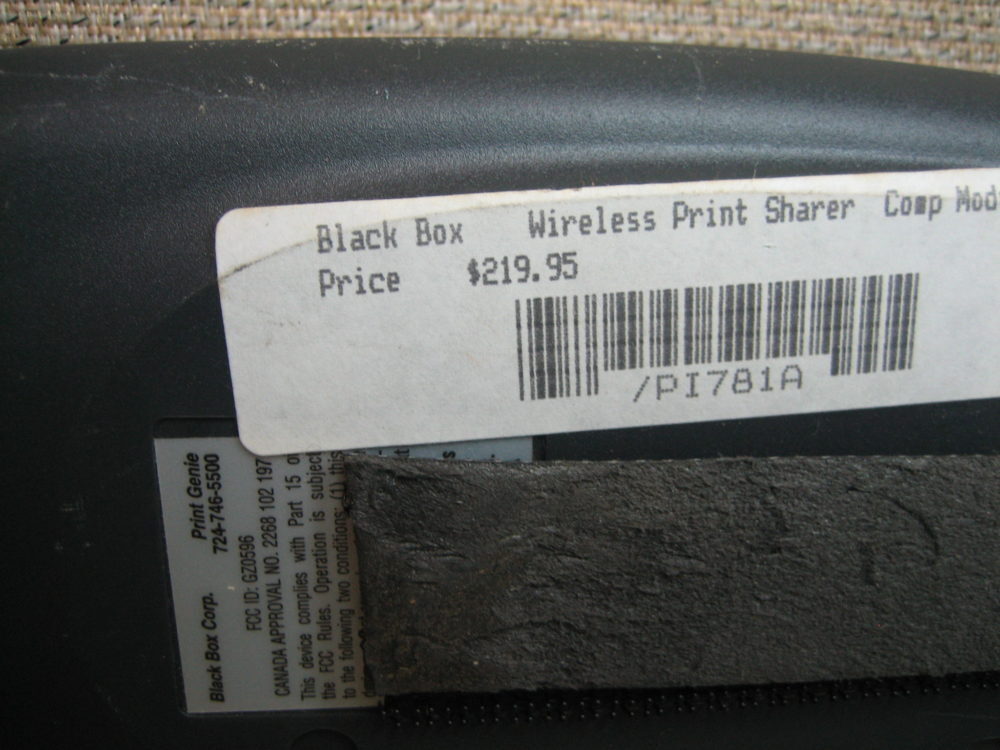 Black Box Wireless Print Sharer Comp Mod
Price $219.95
/PI781A
Black Box Corp. Print Genie
724-746-5500
FCC ID: GZ0596
CANADA APPROVAL NO. 2268 102 197
This device complies with Part 15 o
the FCC Rules. Operation is subject
to the following two conditions: (1) this